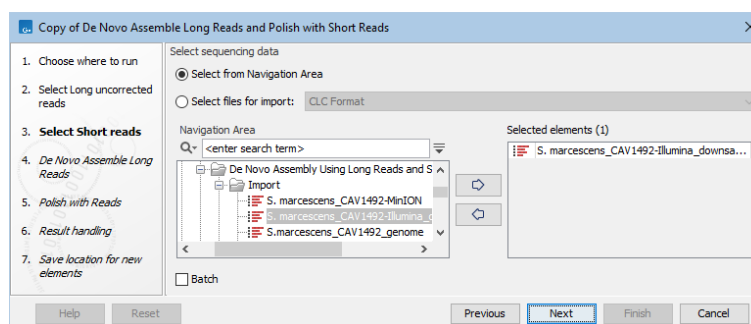 Copy of De Novo Assemble Long Reads and Polish with Short Reads
1. Choose where to run
2. Select Long uncorrected
reads
3. Select Short reads
4. De Novo Assemble Long
Reads
5. Polish with Reads
6. Result handling
7. Save location for new
elements
Select sequencing data
Select from Navigation Area
Select files for import: CLC Format
Navigation Area
<enter search term>
De Novo Assembly Using Long Reads and S
Import
S. marcescens_CAV1492-MinION
S. marcescens_CAV1492-Illumina_d
S.marcescens_CAV1492_genome
Batch
Selected elements (1)
S. marcescens_CAV1492-Illumina_downsa...
Help Reset Previous Next Finish Cancel